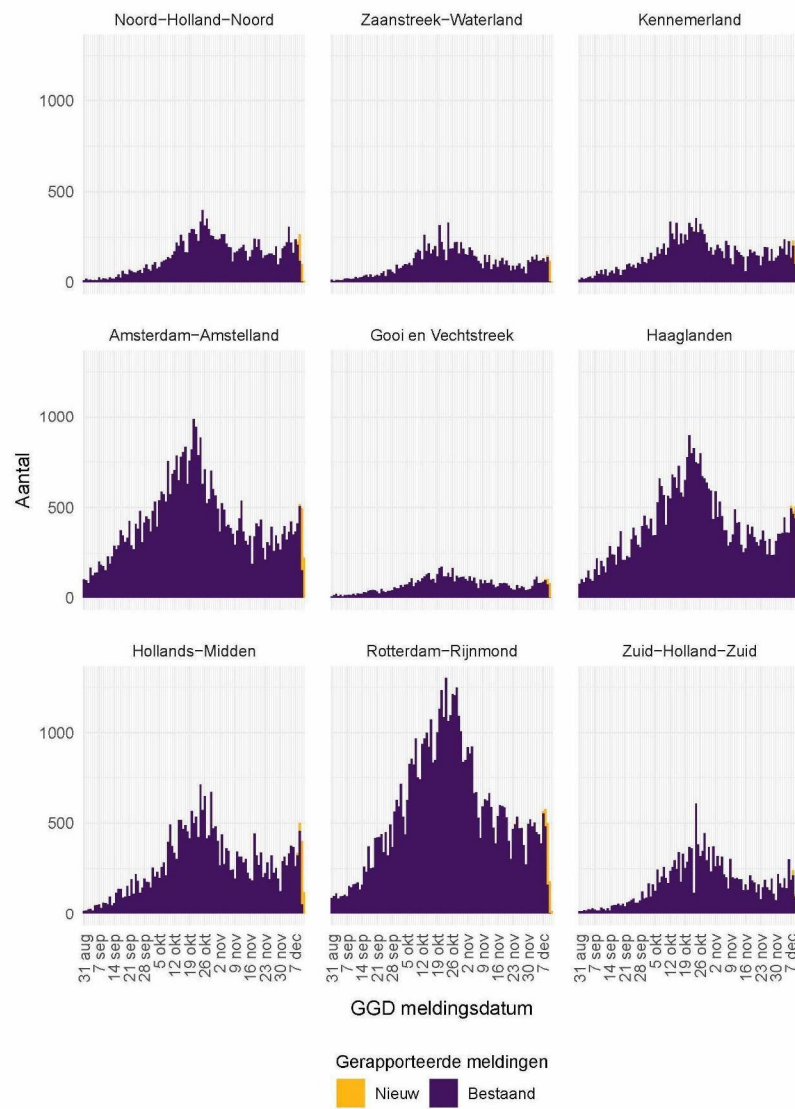 Noord−Holland−Noord Zaanstreek−Waterland Kennemerland
1000
500
0
Amsterdam−Amstelland Gooi en Vechtstreek Haaglanden
1000
500
0
Aantal
Hollands−Midden Rotterdam−Rijnmond Zuid−Holland−Zuid
1000
500
0
31 aug 7 sep 14 sep 21 sep 28 sep 5 okt 12 okt 19 okt 26 okt 2 nov 9 nov 16 nov 23 nov 30 nov 7 dec
31 aug 7 sep 14 sep 21 sep 28 sep 5 okt 12 okt 19 okt 26 okt 2 nov 9 nov 16 nov 23 nov 30 nov 7 dec
31 aug 7 sep 14 sep 21 sep 28 sep 5 okt 12 okt 19 okt 26 okt 2 nov 9 nov 16 nov 23 nov 30 nov 7 dec
GGD meldingsdatum
Gerapporteerde meldingen
Nieuw Bestaand